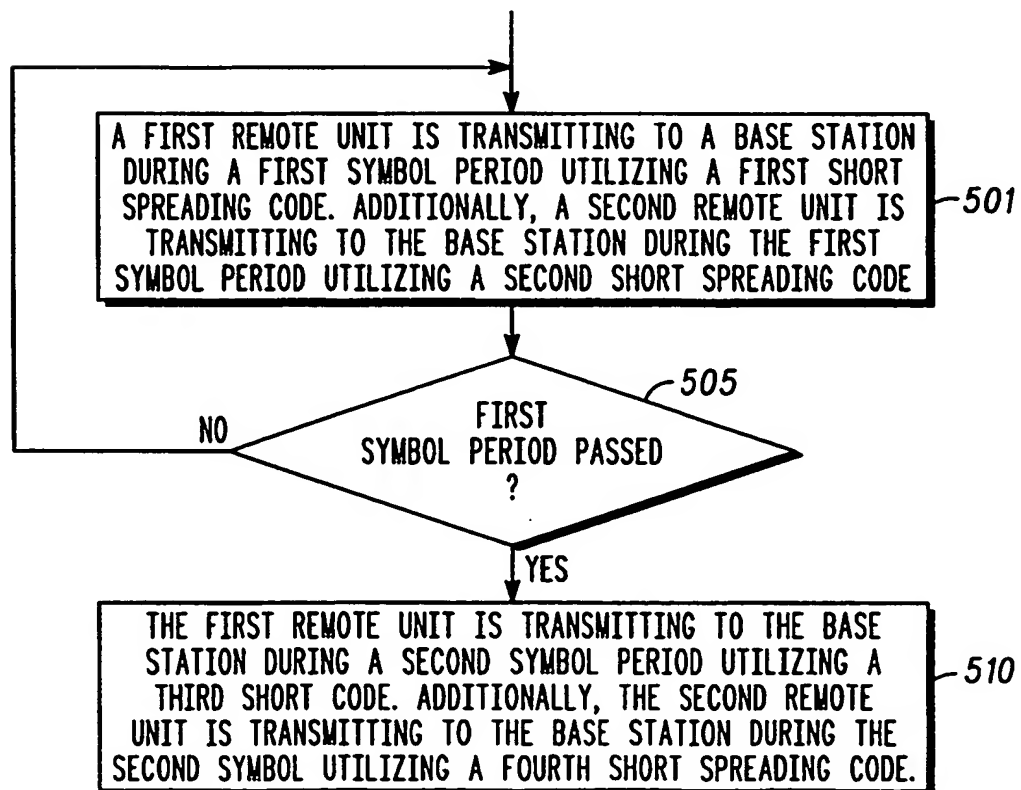 A FIRST REMOTE UNIT IS TRANSMITTING TO A BASE STATION
DURING A FIRST SYMBOL PERIOD UTILIZING A FIRST SHORT
SPREADING CODE. ADDITIONALLY, A SECOND REMOTE UNIT IS
TRANSMITTING TO THE BASE STATION DURING THE FIRST
SYMBOL PERIOD UTILIZING A SECOND SHORT SPREADING CODE
501
505
FIRST
SYMBOL PERIOD PASSED
?
NO
YES
THE FIRST REMOTE UNIT IS TRANSMITTING TO THE BASE
STATION DURING A SECOND SYMBOL PERIOD UTILIZING A
THIRD SHORT CODE. ADDITIONALLY, THE SECOND REMOTE
UNIT IS TRANSMITTING TO THE BASE STATION DURING THE
SECOND SYMBOL UTILIZING A FOURTH SHORT SPREADING CODE.
510